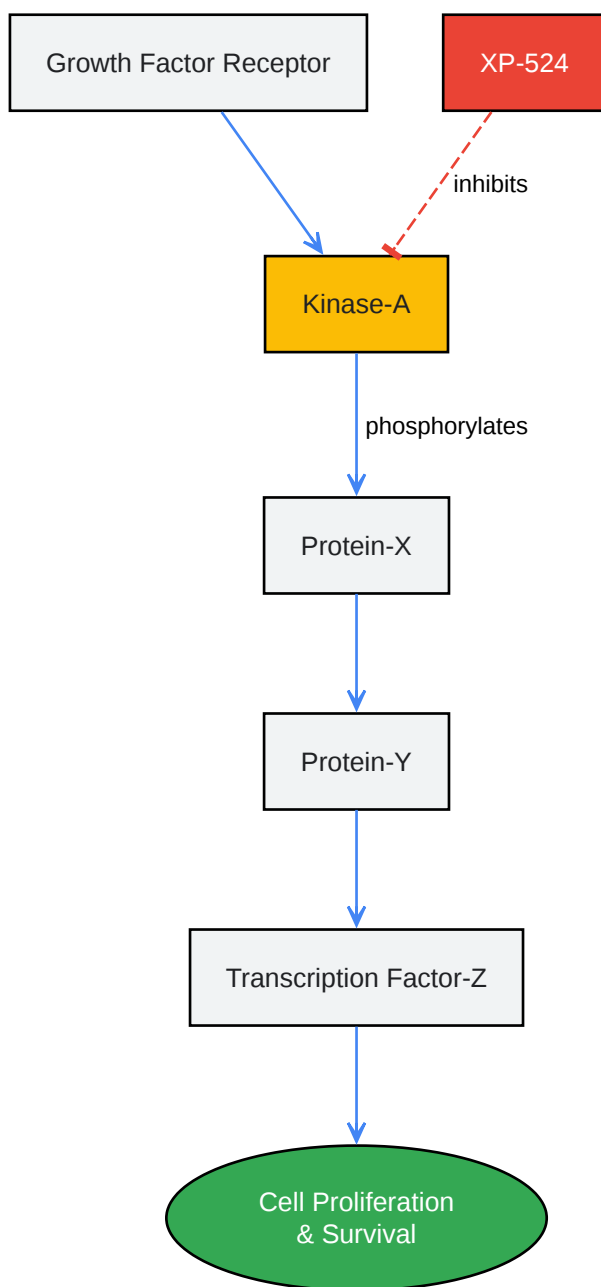 Growth Factor Receptor
XP-524
inhibits
Kinase-A
phosphorylates
Protein-X
Protein-Y
Transcription Factor-Z
Cell Proliferation
& Survival